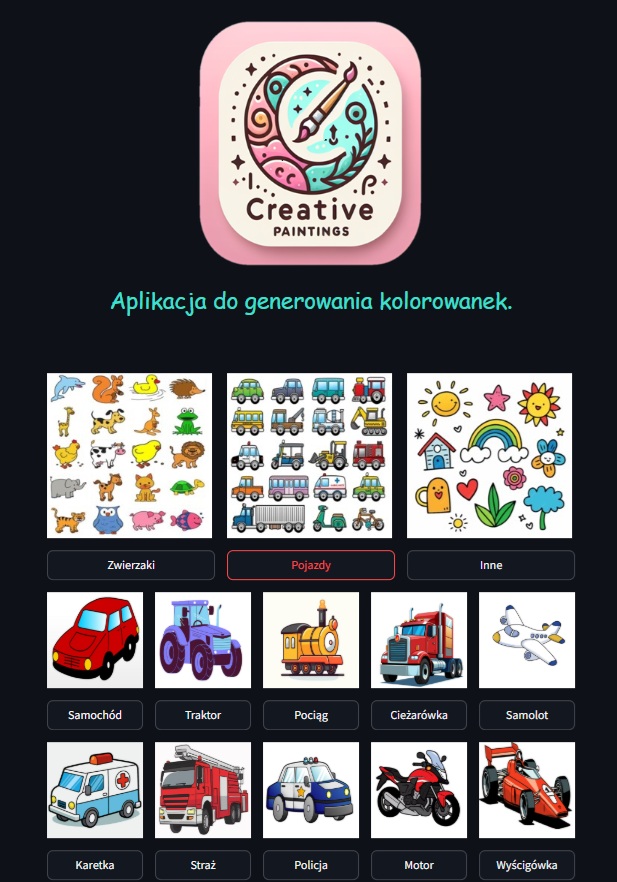 Creative
PAINTINGS
Aplikacja do generowania kolorowanek.
Zwierzaki
Pojazdy
Inne
Samochód
Traktor
Pociąg
Cieżarówka
Samolot
Karetka
Straż
Policja
Motor
Wyścigówka